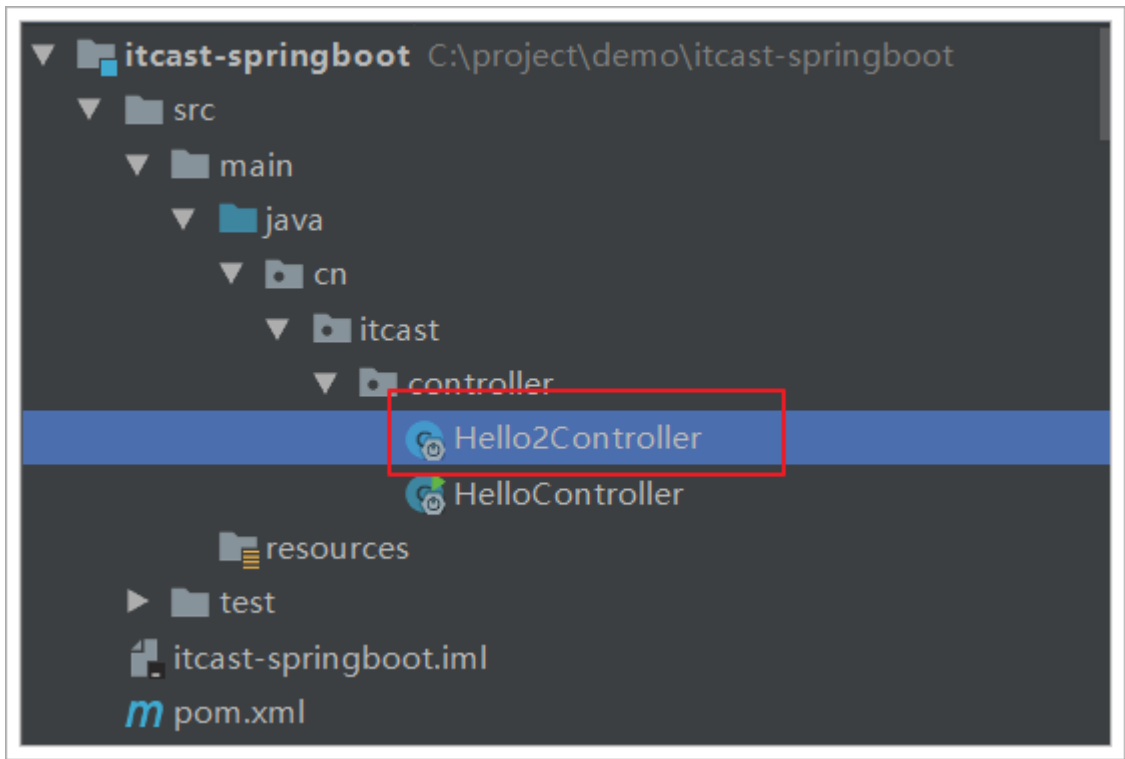 itcast-springboot C:\project\demo\itcast-springboot
src
main
java
cn
itcast
controller
Hello2Controller
HelloController
resources
test
itcast-springboot.iml
pom.xml